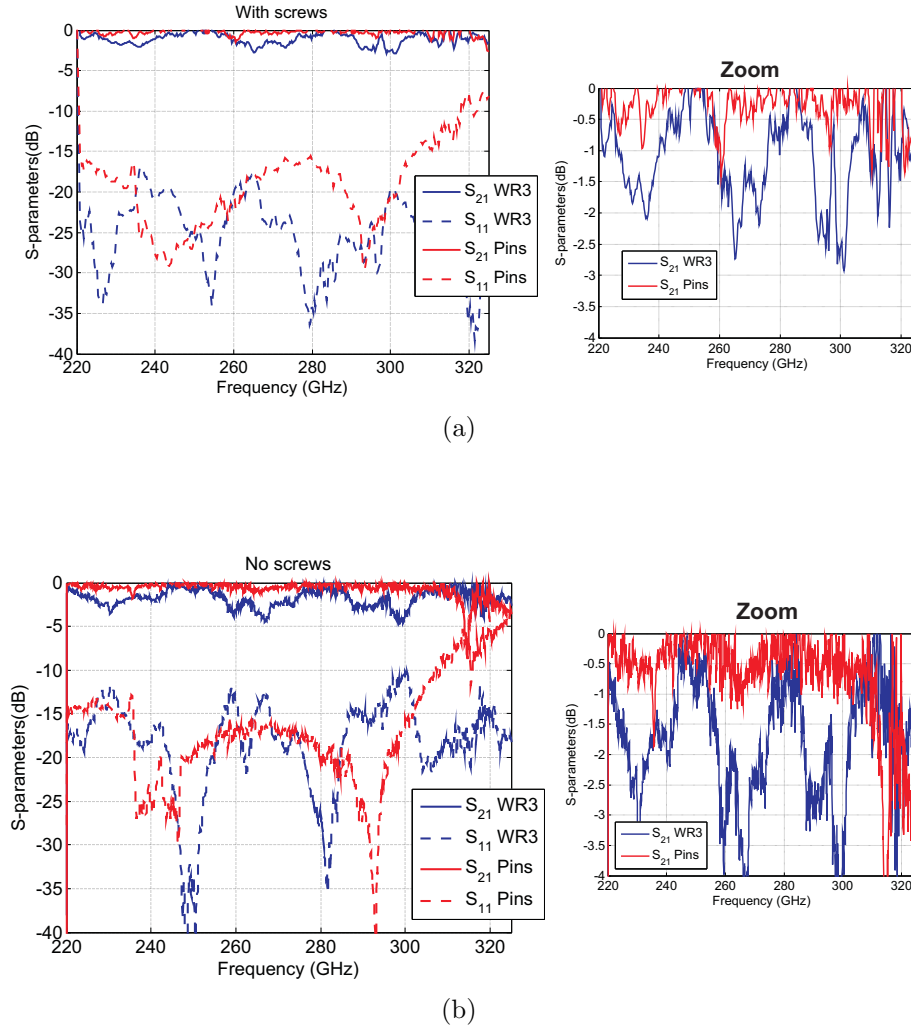 With screws
0
-5
-10
-15
-20
-25
-30
-35
-40
220 240 260 280 300 320
S-parameters(dB)
Frequency (GHz)
S21 WR3
S11 WR3
S21 Pins
S11 Pins
Zoom
0
-0.5
-1
-1.5
-2
-2.5
-3
-3.5
-4
220 240 260 280 300 320
S-parameters(dB)
Frequency (GHz)
S21 WR3
S21 Pins
(a)
No screws
0
-5
-10
-15
-20
-25
-30
-35
-40
220 240 260 280 300 320
S-parameters(dB)
Frequency (GHz)
S21 WR3
S11 WR3
S21 Pins
S11 Pins
Zoom
0
-0.5
-1
-1.5
-2
-2.5
-3
-3.5
-4
220 240 260 280 300 320
S-parameters(dB)
Frequency (GHz)
S21 WR3
S21 Pins
(b)